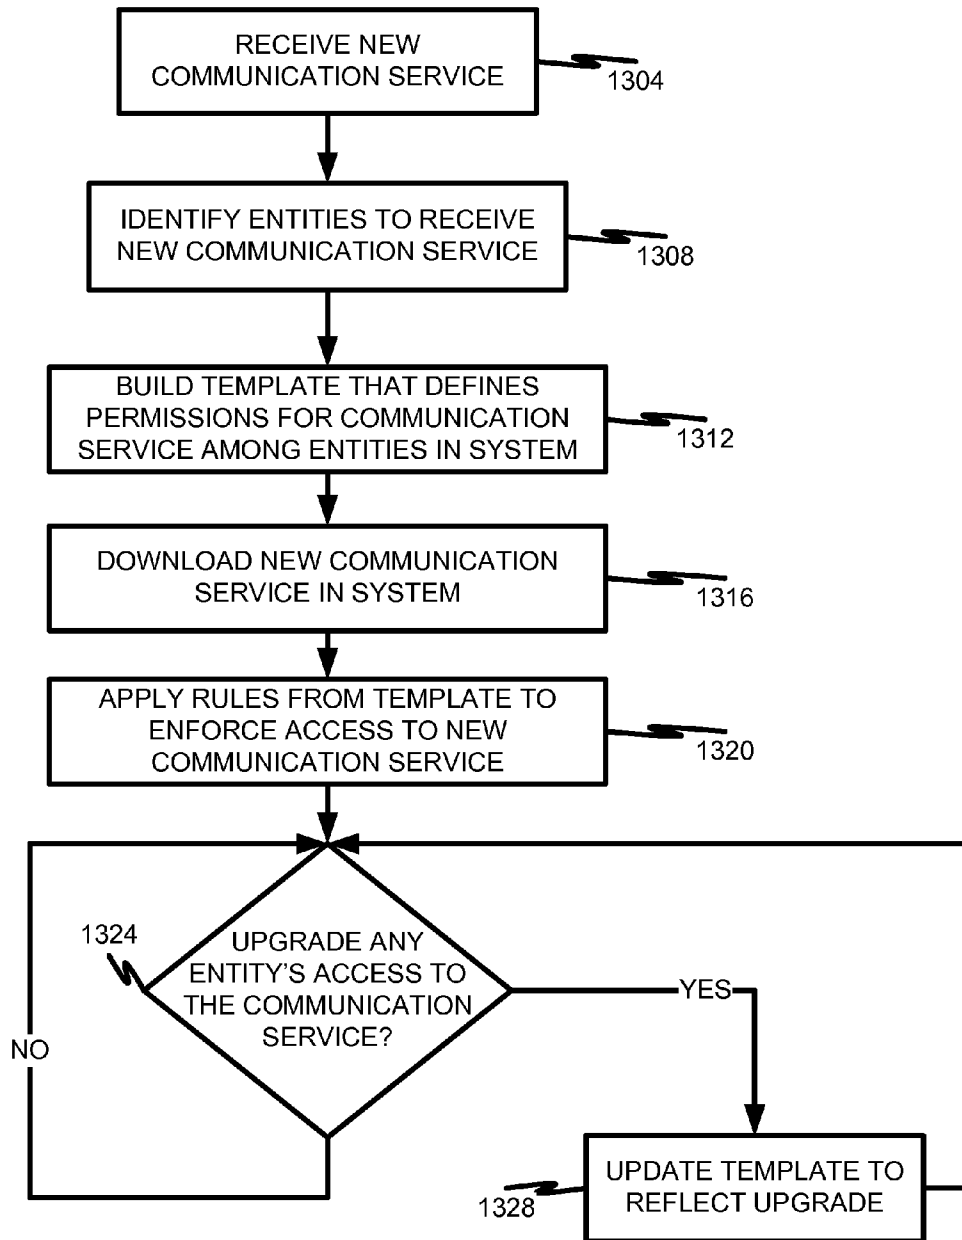 RECEIVE NEW
COMMUNICATION SERVICE
1304
IDENTIFY ENTITIES TO RECEIVE
NEW COMMUNICATION SERVICE
1308
BUILD TEMPLATE THAT DEFINES
PERMISSIONS FOR COMMUNICATION
SERVICE AMONG ENTITIES IN SYSTEM
1312
DOWNLOAD NEW COMMUNICATION
SERVICE IN SYSTEM
1316
APPLY RULES FROM TEMPLATE TO
ENFORCE ACCESS TO NEW
COMMUNICATION SERVICE
1320
1324
UPGRADE ANY
ENTITY'S ACCESS TO
THE COMMUNICATION
SERVICE?
YES
NO
UPDATE TEMPLATE TO
REFLECT UPGRADE
1328